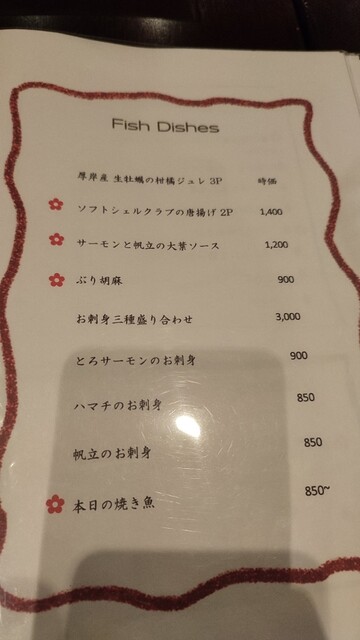 Fish Dishes
厚岸産 生牡蠣の柑橘ジュレ 3P 時価
ソフトシェルクラブの唐揚げ 2P 1,400
サーモンと帆立の大葉ソース 1,200
ぶり胡麻 900
お刺身三種盛り合わせ 3,000
とろサーモンのお刺身 900
ハマチのお刺身 850
帆立のお刺身 850
本日の焼き魚 850~